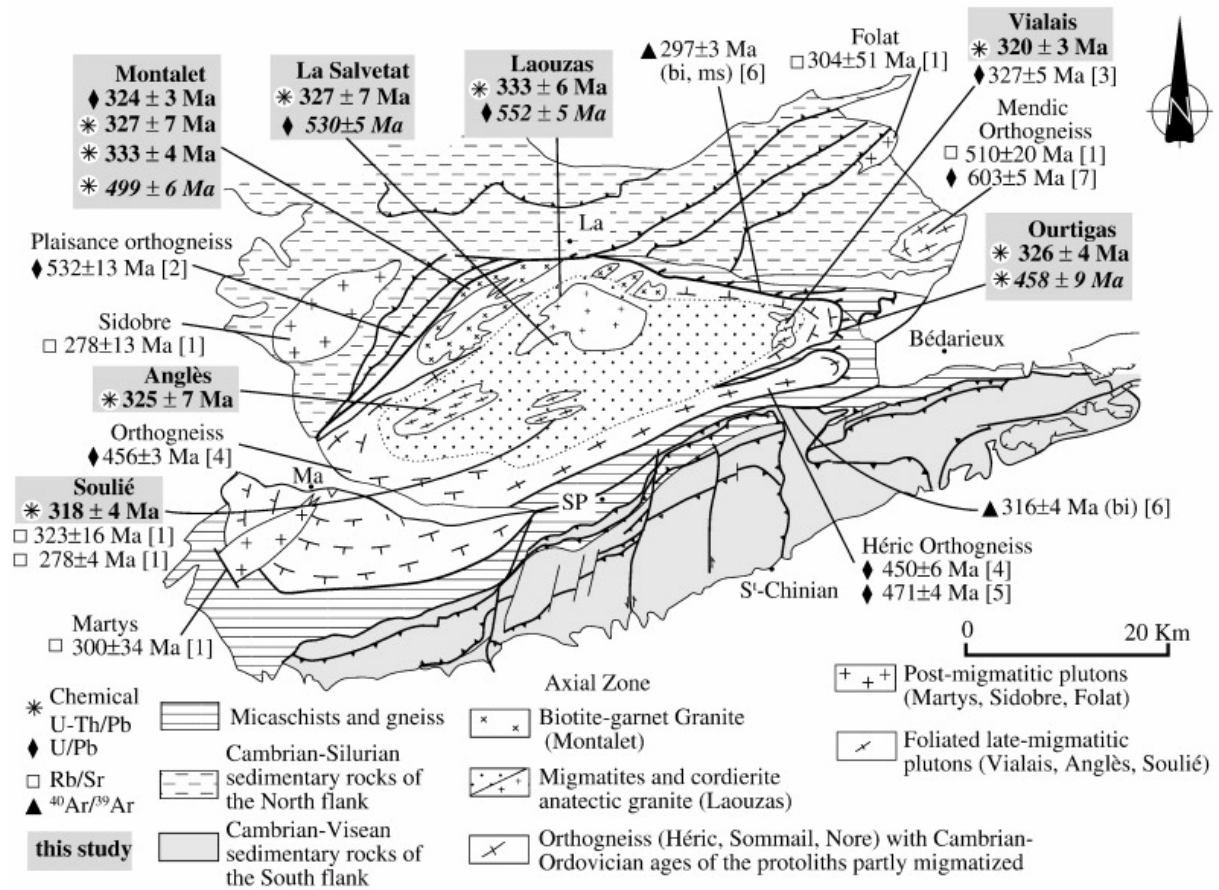 Montalet
324 ± 3 Ma
327 ± 7 Ma
333 ± 4 Ma
499 ± 6 Ma
La Salvetat
327 ± 7 Ma
530±5 Ma
Laouzas
333 ± 6 Ma
552 ± 5 Ma
297±3 Ma
(bi, ms) [6]
Folat
304±51 Ma [1]
Vialais
320 ± 3 Ma
327±5 Ma [3]
Mendic
Orthogneiss
510±20 Ma [1]
603±5 Ma [7]
N
Ourtigas
326 ± 4 Ma
458 ± 9 Ma
La
Plaisance orthogneiss
532±13 Ma [2]
Sidobre
278±13 Ma [1]
Bédarieux
Anglès
325 ± 7 Ma
Orthogneiss
456±3 Ma [4]
Ma
Soulié
318 ± 4 Ma
323±16 Ma [1]
278±4 Ma [1]
SP
316±4 Ma (bi) [6]
Héric Orthogneiss
450±6 Ma [4]
471±4 Ma [5]
St-Chinian
Martys
300±34 Ma [1]
0 20 Km
Chemical
U-Th/Pb
U/Pb
Rb/Sr
40Ar/39Ar
this study
Micaschists and gneiss
Cambrian-Silurian
sedimentary rocks of
the North flank
Cambrian-Visean
sedimentary rocks of
the South flank
Axial Zone
Biotite-garnet Granite
(Montalet)
Migmatites and cordierite
anatectic granite (Laouzas)
Orthogneiss (Héric, Sommail, Nore) with Cambrian-
Ordovician ages of the protoliths partly migmatized
Post-migmatitic plutons
(Martys, Sidobre, Folat)
Foliated late-migmatitic
plutons (Vialais, Anglès, Soulié)